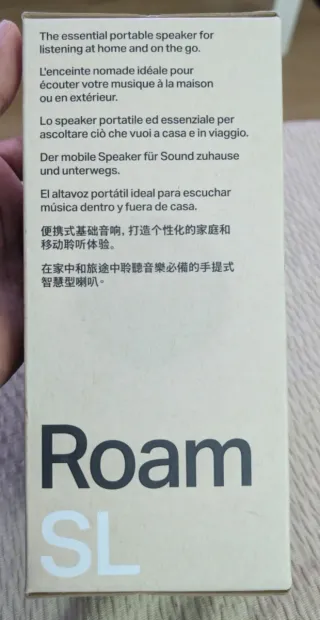 The essential portable speaker for
listening at home and on the go.
L'enceinte nomade idéale pour
écouter votre musique à la maison
ou en extérieur.
Lo speaker portatile ed essenziale per
ascoltare ciò che vuoi a casa e in viaggio.
Der mobile Speaker für Sound zuhause
und unterwegs.
El altavoz portátil ideal para escuchar
música dentro y fuera de casa.
便携式基础音响，打造个性化的家庭和
移动聆听体验。
在家中和旅途中聆聽音樂必備的手提式
智慧型喇叭。
Roam
SL